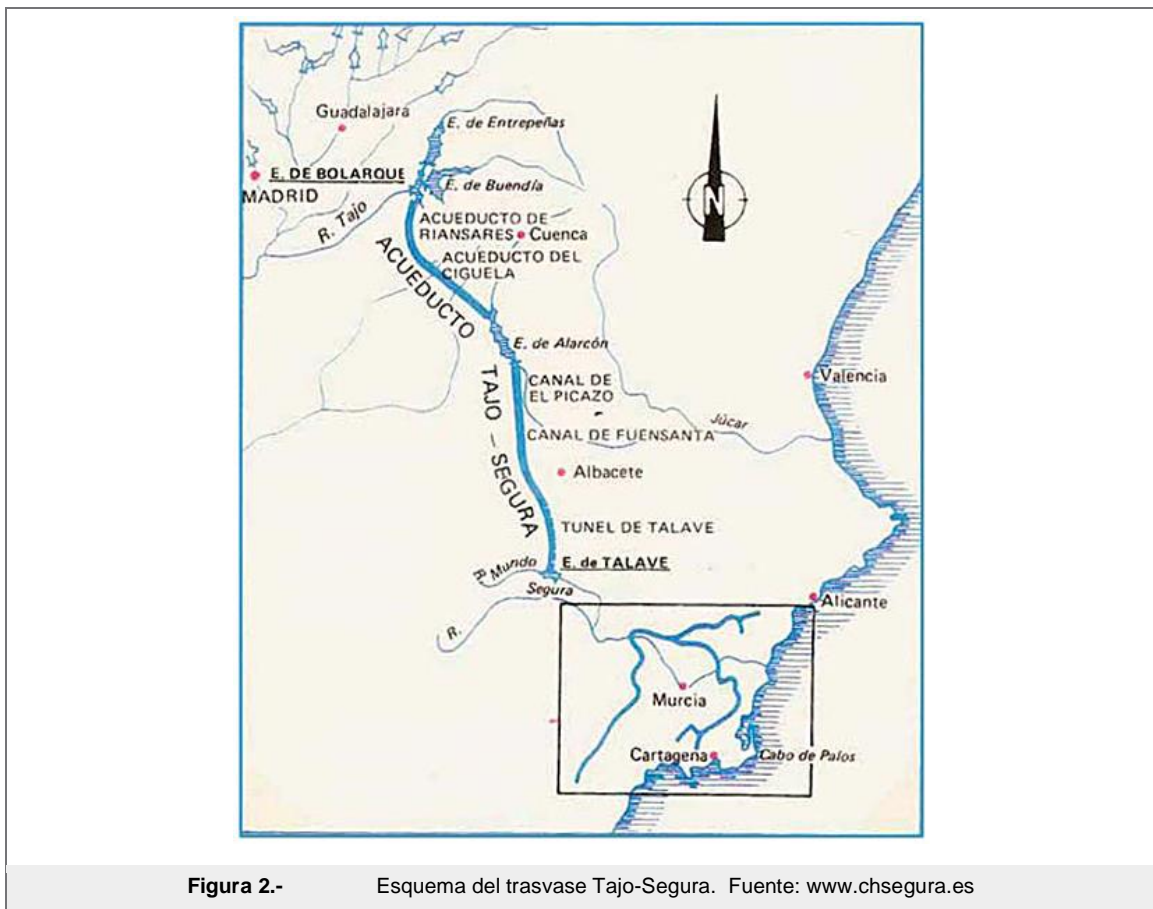 Guadalajara
E. de Entrepeñas
E. DE BOLARQUE
MADRID
E. de Buendía
R. Tajo
ACUEDUCTO DE
RIANSARES
Cuenca
ACUEDUCTO DEL
CIGUELA
ACUEDUCTO
TAJO – SEGURA
N
E. de Alarcón
CANAL DE
EL PICAZO
Valencia
Júcar
CANAL DE FUENSANTA
Albacete
TUNEL DE TALAVE
E. de TALAVE
R. Mundo
Segura
R.
Alicante
Murcia
Cartagena
Cabo de Palos
Figura 2.- Esquema del trasvase Tajo-Segura. Fuente: www.chsegura.es